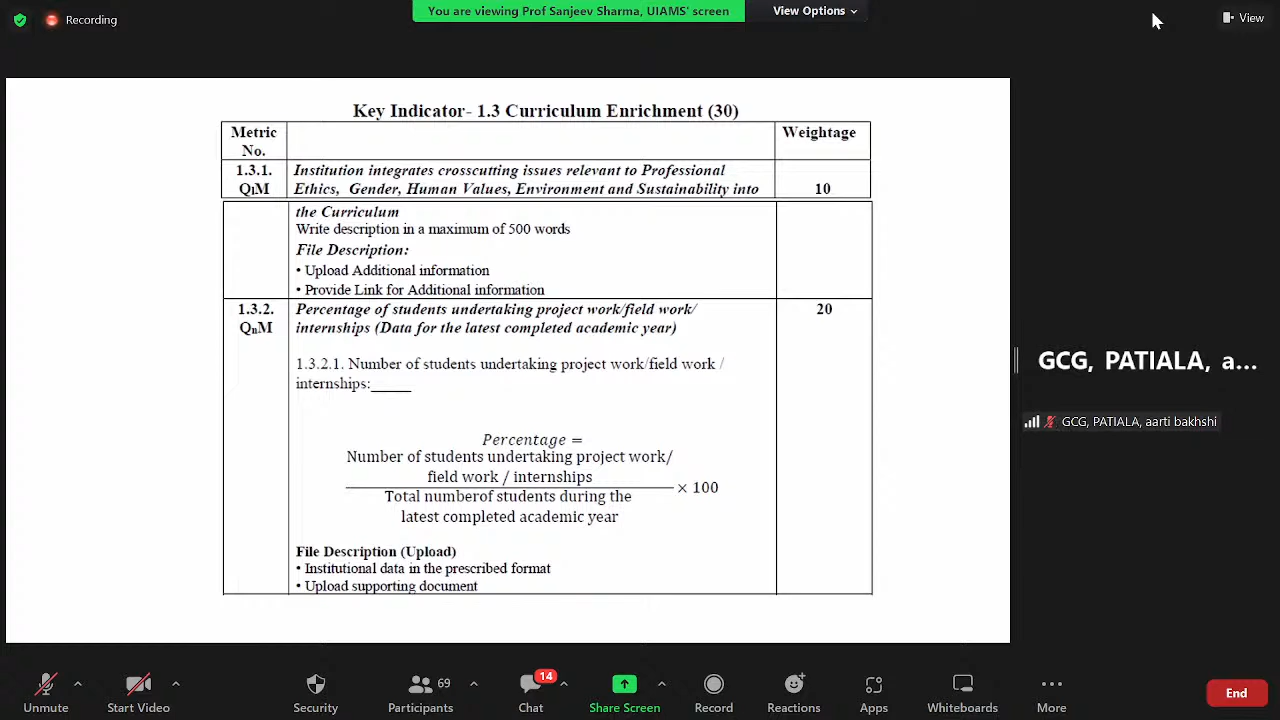 Recording
You are viewing Prof Sanjeev Sharma, UIAMS' screen
View Options
View
Key Indicator- 1.3 Curriculum Enrichment (30)
Metric No.
Weightage
1.3.1. QlM
Institution integrates crosscutting issues relevant to Professional
Ethics, Gender, Human Values, Environment and Sustainability into
10
the Curriculum
Write description in a maximum of 500 words
File Description:
• Upload Additional information
• Provide Link for Additional information
1.3.2. QnM
Percentage of students undertaking project work/field work/
internships (Data for the latest completed academic year)
20
1.3.2.1. Number of students undertaking project work/field work /
internships:_____
Percentage =
Number of students undertaking project work/
field work / internships
× 100
Total numberof students during the
latest completed academic year
File Description (Upload)
• Institutional data in the prescribed format
• Upload supporting document
GCG, PATIALA, a...
GCG, PATIALA, aarti bakhshi
Unmute
Start Video
Security
69
Participants
14
Chat
Share Screen
Record
Reactions
Apps
Whiteboards
More
End